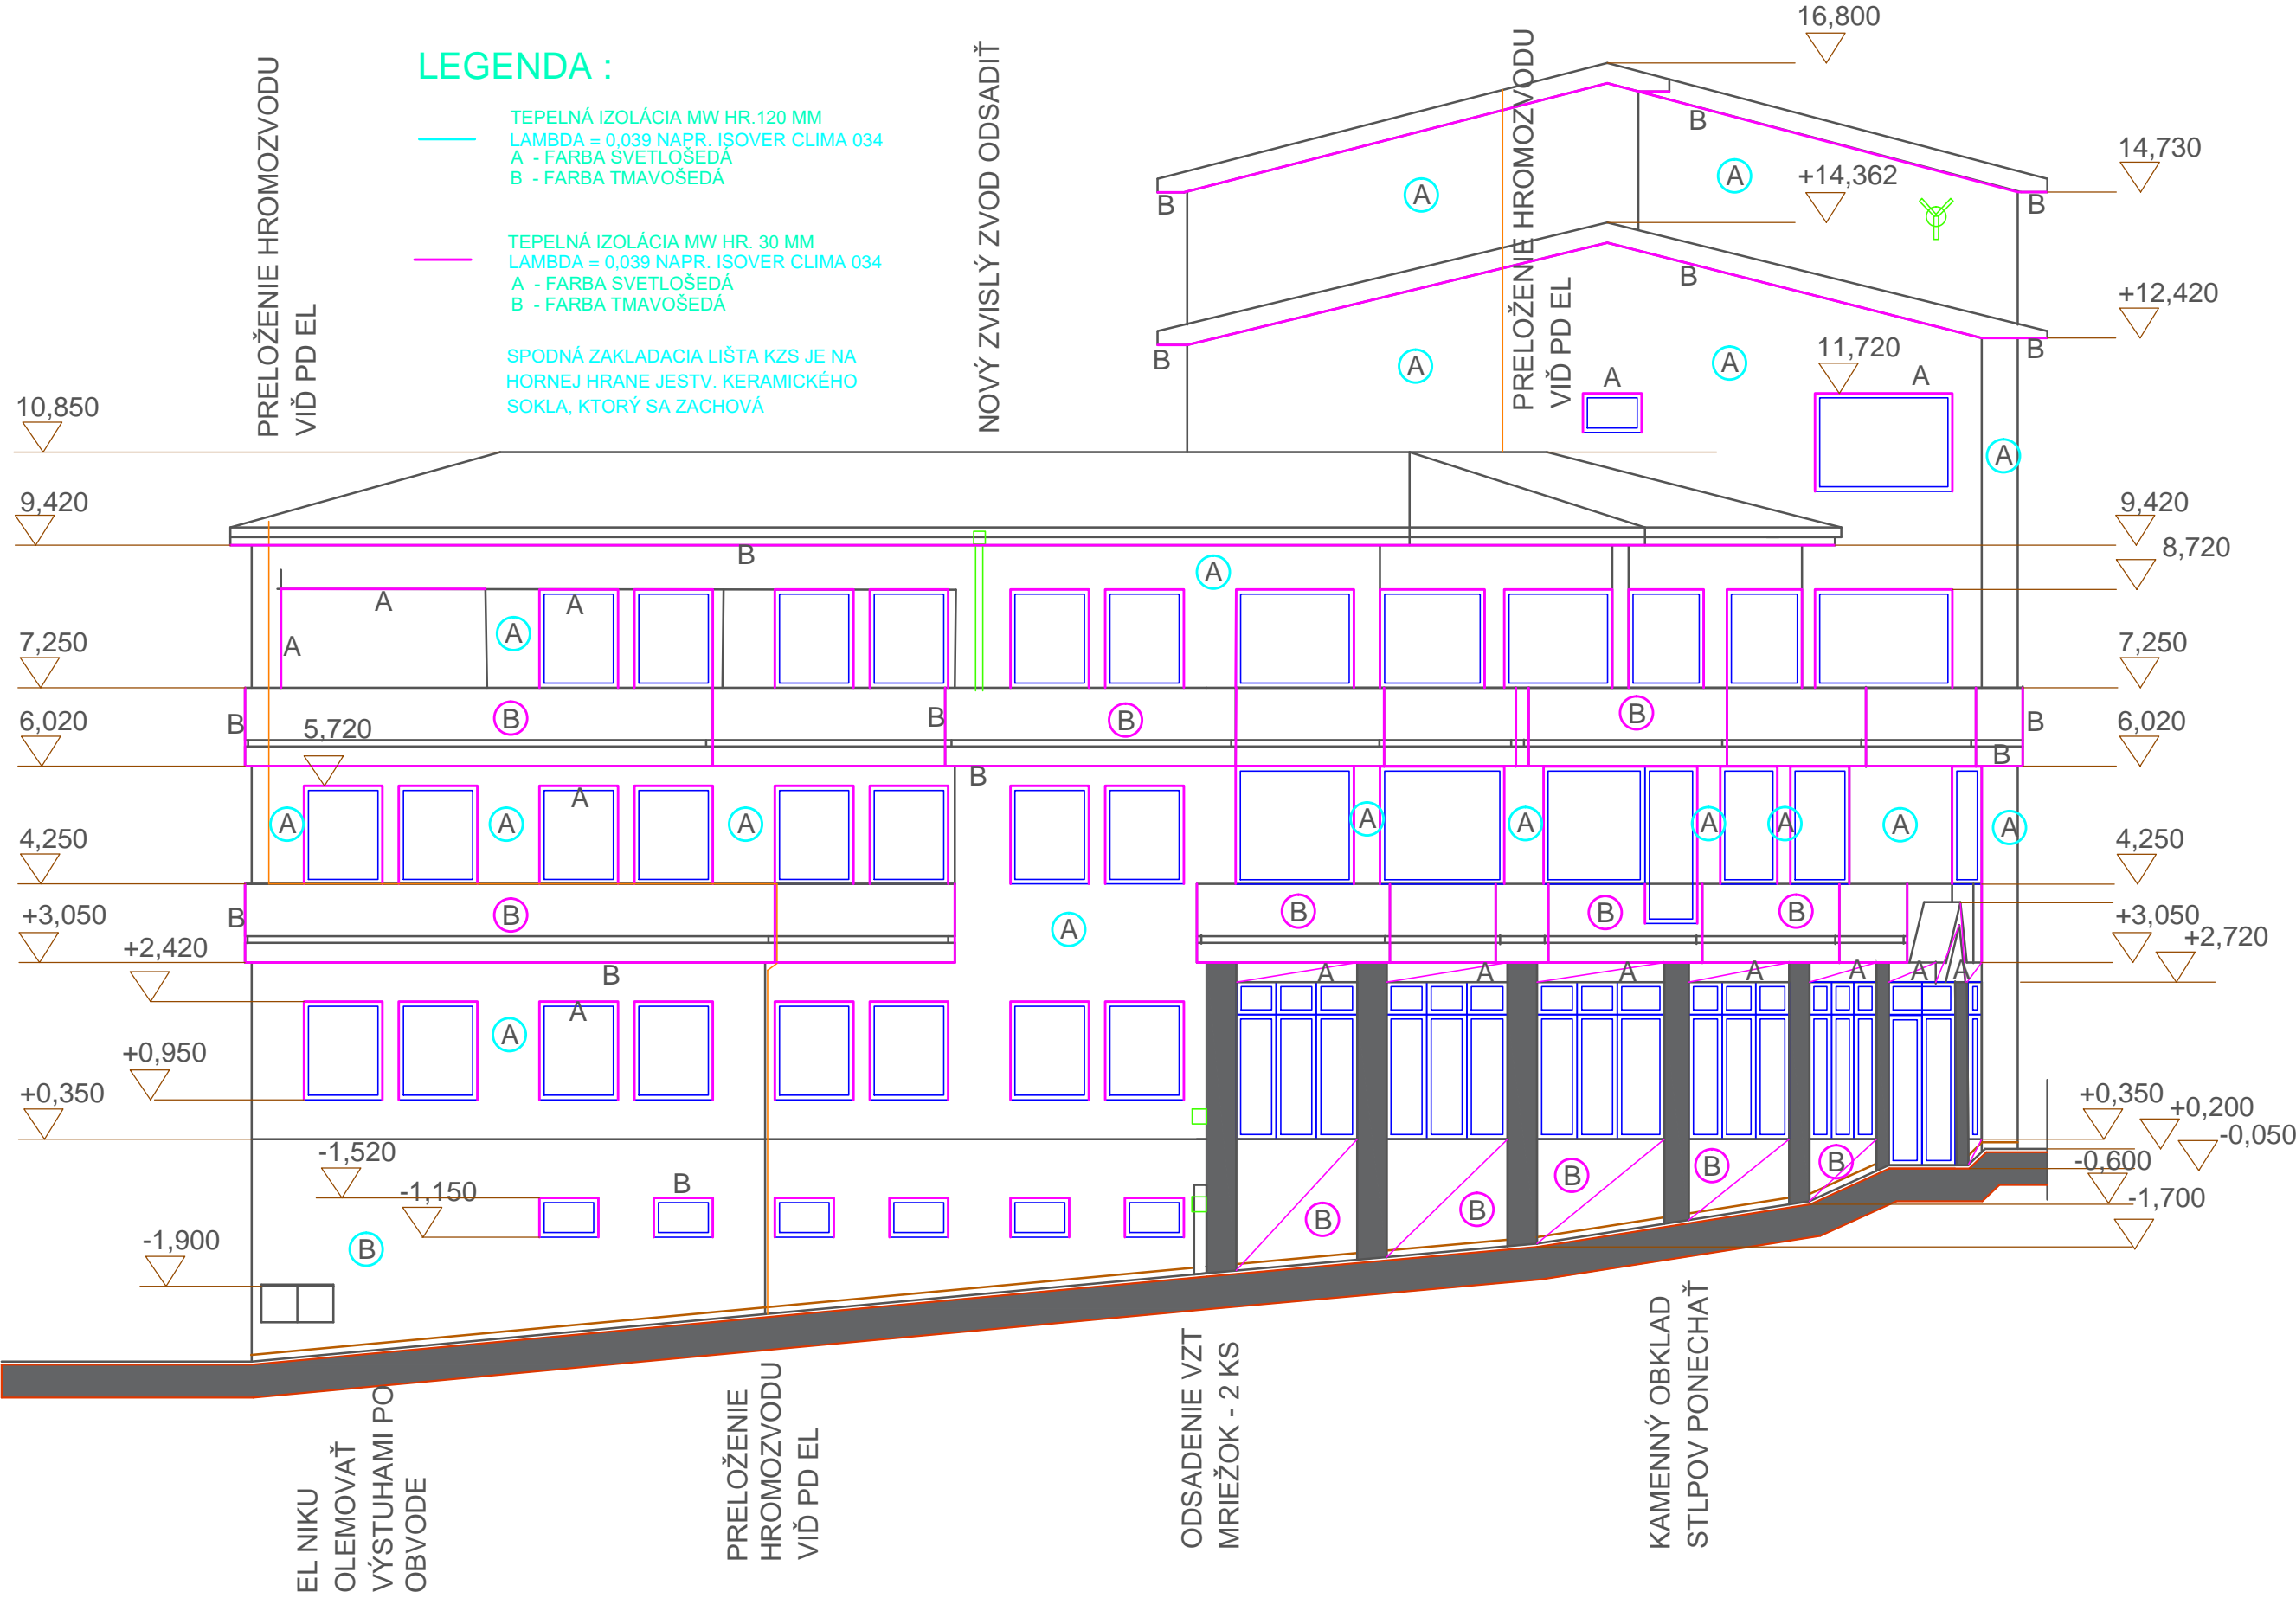 LEGENDA :
TEPELNÁ IZOLÁCIA MW HR.120 MM
LAMBDA = 0,039 NAPR. ISOVER CLIMA 034
A - FARBA SVETLOŠEDÁ
B - FARBA TMAVOŠEDÁ
TEPELNÁ IZOLÁCIA MW HR. 30 MM
LAMBDA = 0,039 NAPR. ISOVER CLIMA 034
A - FARBA SVETLOŠEDÁ
B - FARBA TMAVOŠEDÁ
SPODNÁ ZAKLADACIA LIŠTA KZS JE NA
HORNEJ HRANE JESTV. KERAMICKÉHO
SOKLA, KTORÝ SA ZACHOVÁ
PRELOŽENIE HROMOZVODU
VIĎ PD EL
NOVÝ ZVISLÝ ZVOD ODSADIŤ
PRELOŽENIE HROMOZVODU
VIĎ PD EL
16,800
B
14,730
A
A
+14,362
B
B
B
+12,420
B
B
A
A
11,720
A
A
10,850
A
9,420
9,420
B
8,720
A
A
A
A
A
7,250
7,250
B
B
B
B
B
B
6,020
5,720
6,020
B
B
A
A
A
A
A
A
A
A
A
A
4,250
4,250
B
B
B
B
B
+3,050
A
+3,050
+2,420
+2,720
B
A
A
A
A
A
A
A
A
A
+0,950
+0,350
+0,350
+0,200
-0,050
-1,520
-0,600
B
B
B
B
B
B
-1,150
-1,700
-1,900
B
EL NIKU
OLEMOVAŤ
VÝSTUHAMI PO
OBVODE
PRELOŽENIE
HROMOZVODU
VIĎ PD EL
ODSADENIE VZT
MRIEŽOK - 2 KS
KAMENNÝ OBKLAD
STLPOV PONECHAŤ